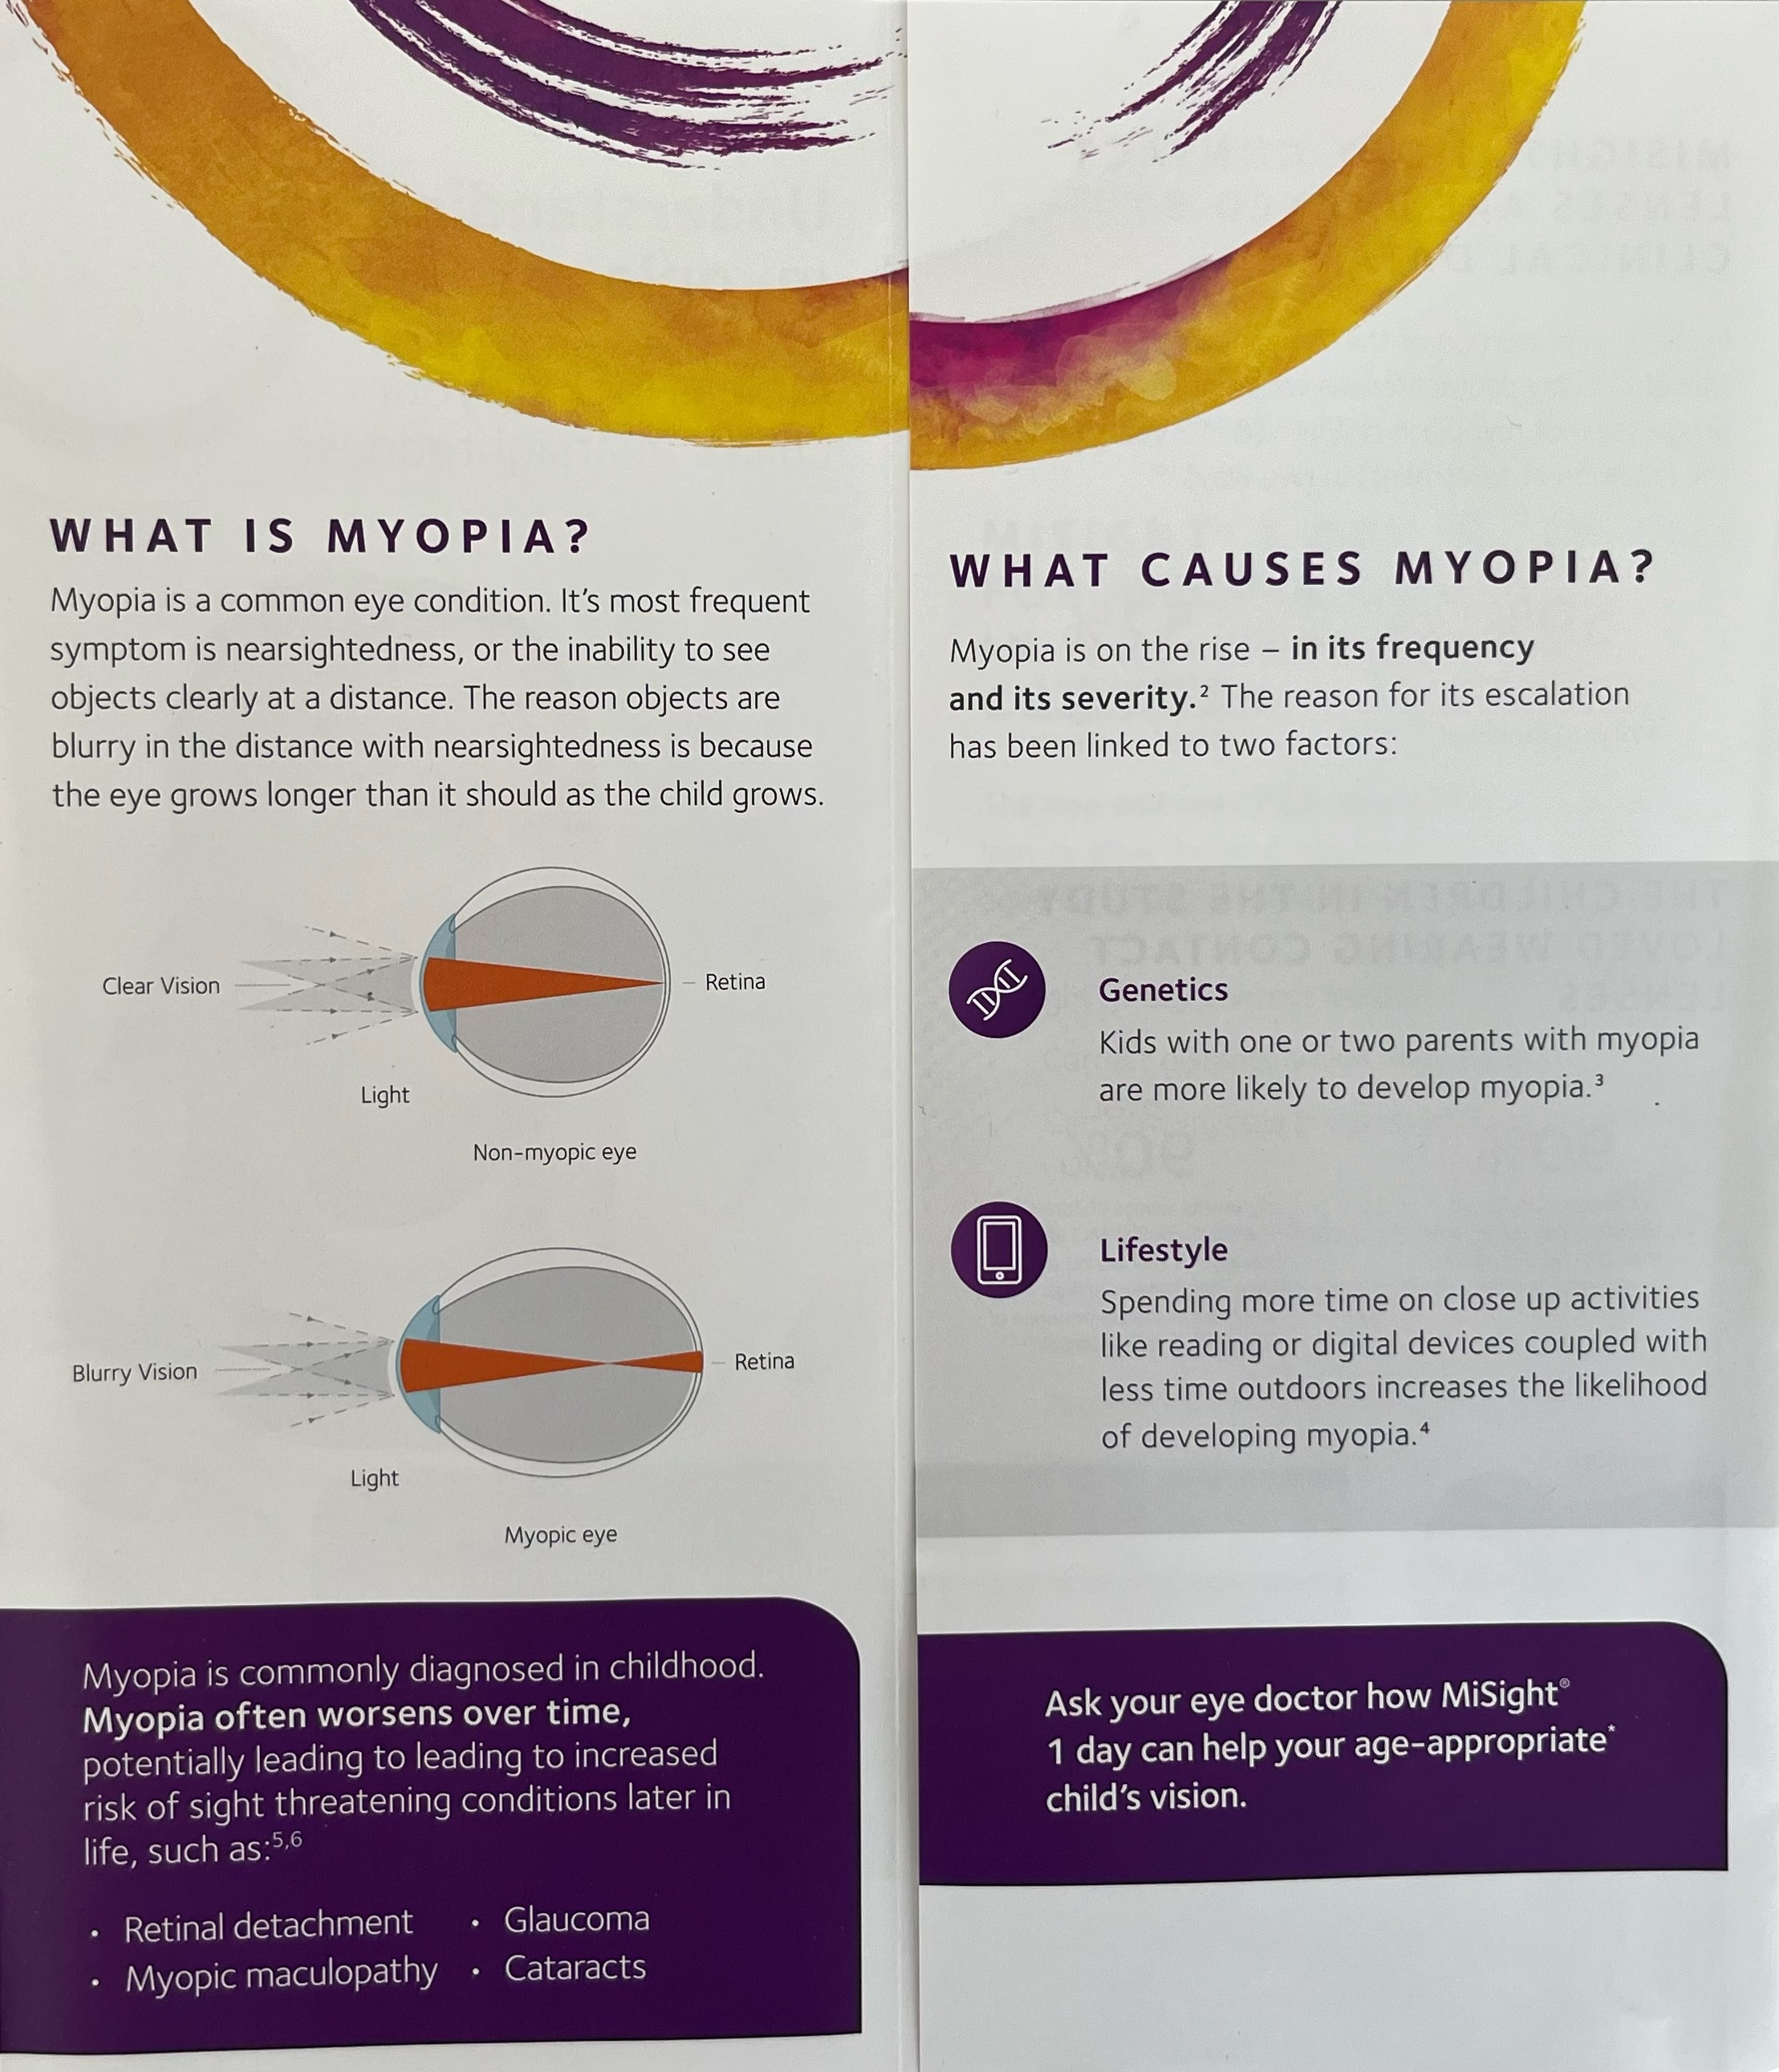 WHAT IS MYOPIA?
Myopia is a common eye condition. It's most frequent
symptom is nearsightedness, or the inability to see
objects clearly at a distance. The reason objects are
blurry in the distance with nearsightedness is because
the eye grows longer than it should as the child grows.
Clear Vision
Retina
Light
Non-myopic eye
Blurry Vision
Retina
Light
Myopic eye
Myopia is commonly diagnosed in childhood.
Myopia often worsens over time,
potentially leading to leading to increased
risk of sight threatening conditions later in
life, such as:⁵,⁶
• Retinal detachment
• Myopic maculopathy
• Glaucoma
• Cataracts
WHAT CAUSES MYOPIA?
Myopia is on the rise – in its frequency
and its severity.² The reason for its escalation
has been linked to two factors:
Genetics
Kids with one or two parents with myopia
are more likely to develop myopia.³
Lifestyle
Spending more time on close up activities
like reading or digital devices coupled with
less time outdoors increases the likelihood
of developing myopia.⁴
Ask your eye doctor how MiSight®
1 day can help your age-appropriate*
child's vision.